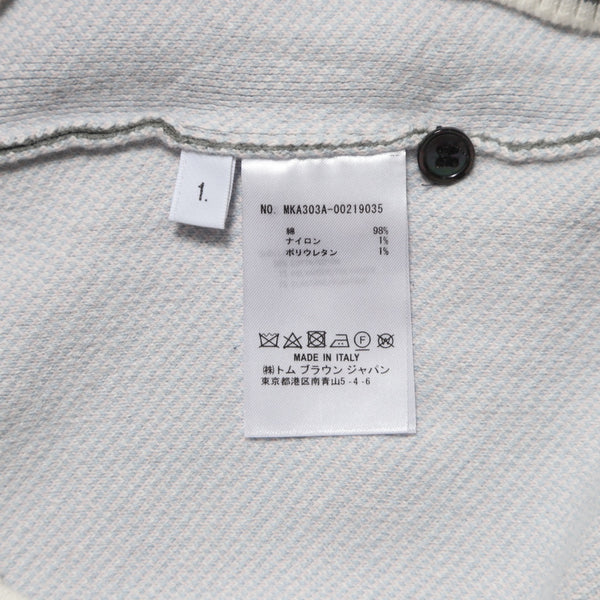 1.
NO. MKA303A-00219035
綿 98%
ナイロン 1%
ポリウレタン 1%
F W
MADE IN ITALY
㈱トム ブラウン ジャパン
東京都港区南青山5-4-6